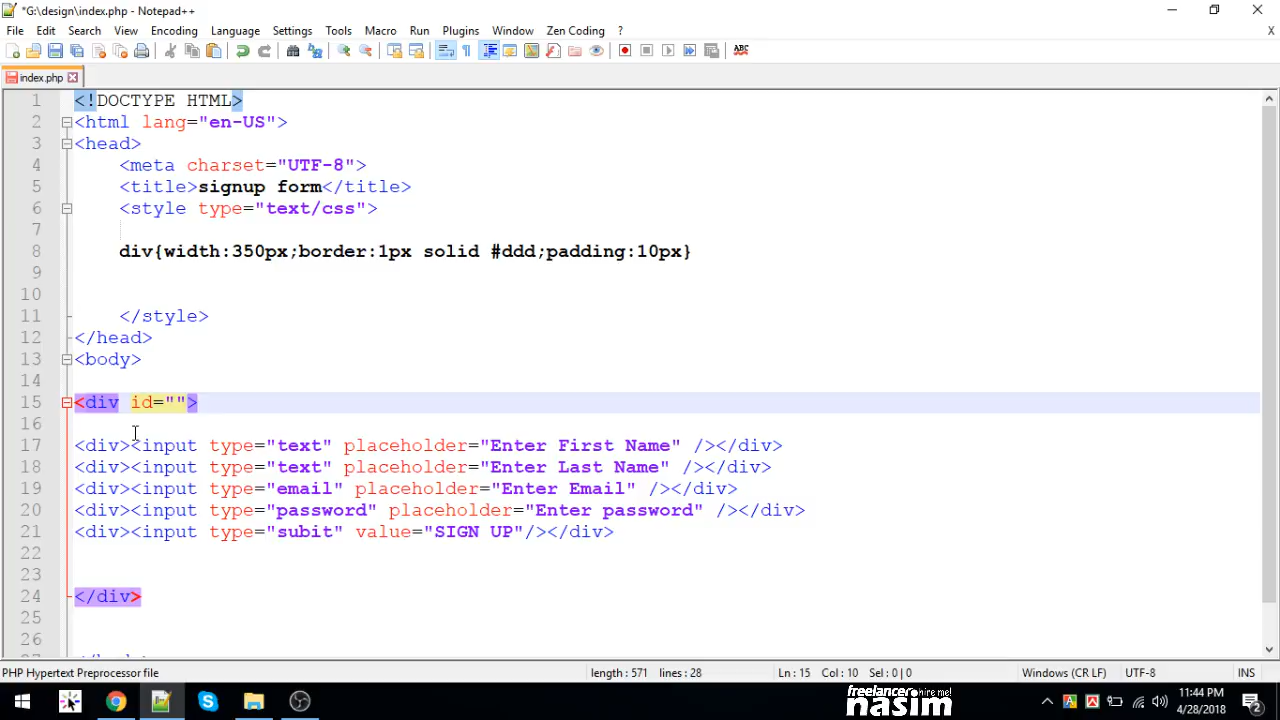 *G:\design\index.php - Notepad++
File Edit Search View Encoding Language Settings Tools Macro Run Plugins Window Zen Coding ? X
ABC
index.php
1 <!DOCTYPE HTML>
2 <html lang="en-US">
3 <head>
4 <meta charset="UTF-8">
5 <title>signup form</title>
6 <style type="text/css">
7
8 div{width:350px;border:1px solid #ddd;padding:10px}
9
10
11 </style>
12 </head>
13 <body>
14
15 <div id="">
16
17 <div><input type="text" placeholder="Enter First Name" /></div>
18 <div><input type="text" placeholder="Enter Last Name" /></div>
19 <div><input type="email" placeholder="Enter Email" /></div>
20 <div><input type="password" placeholder="Enter password" /></div>
21 <div><input type="subit" value="SIGN UP"/></div>
22
23
24 </div>
25
26
PHP Hypertext Preprocessor file length: 571 lines: 28 Ln: 15 Col: 10 Sel: 0 | 0 Windows (CR LF) UTF-8 INS
freelancer hire me!
nasim
11:44 PM
4/28/2018
2